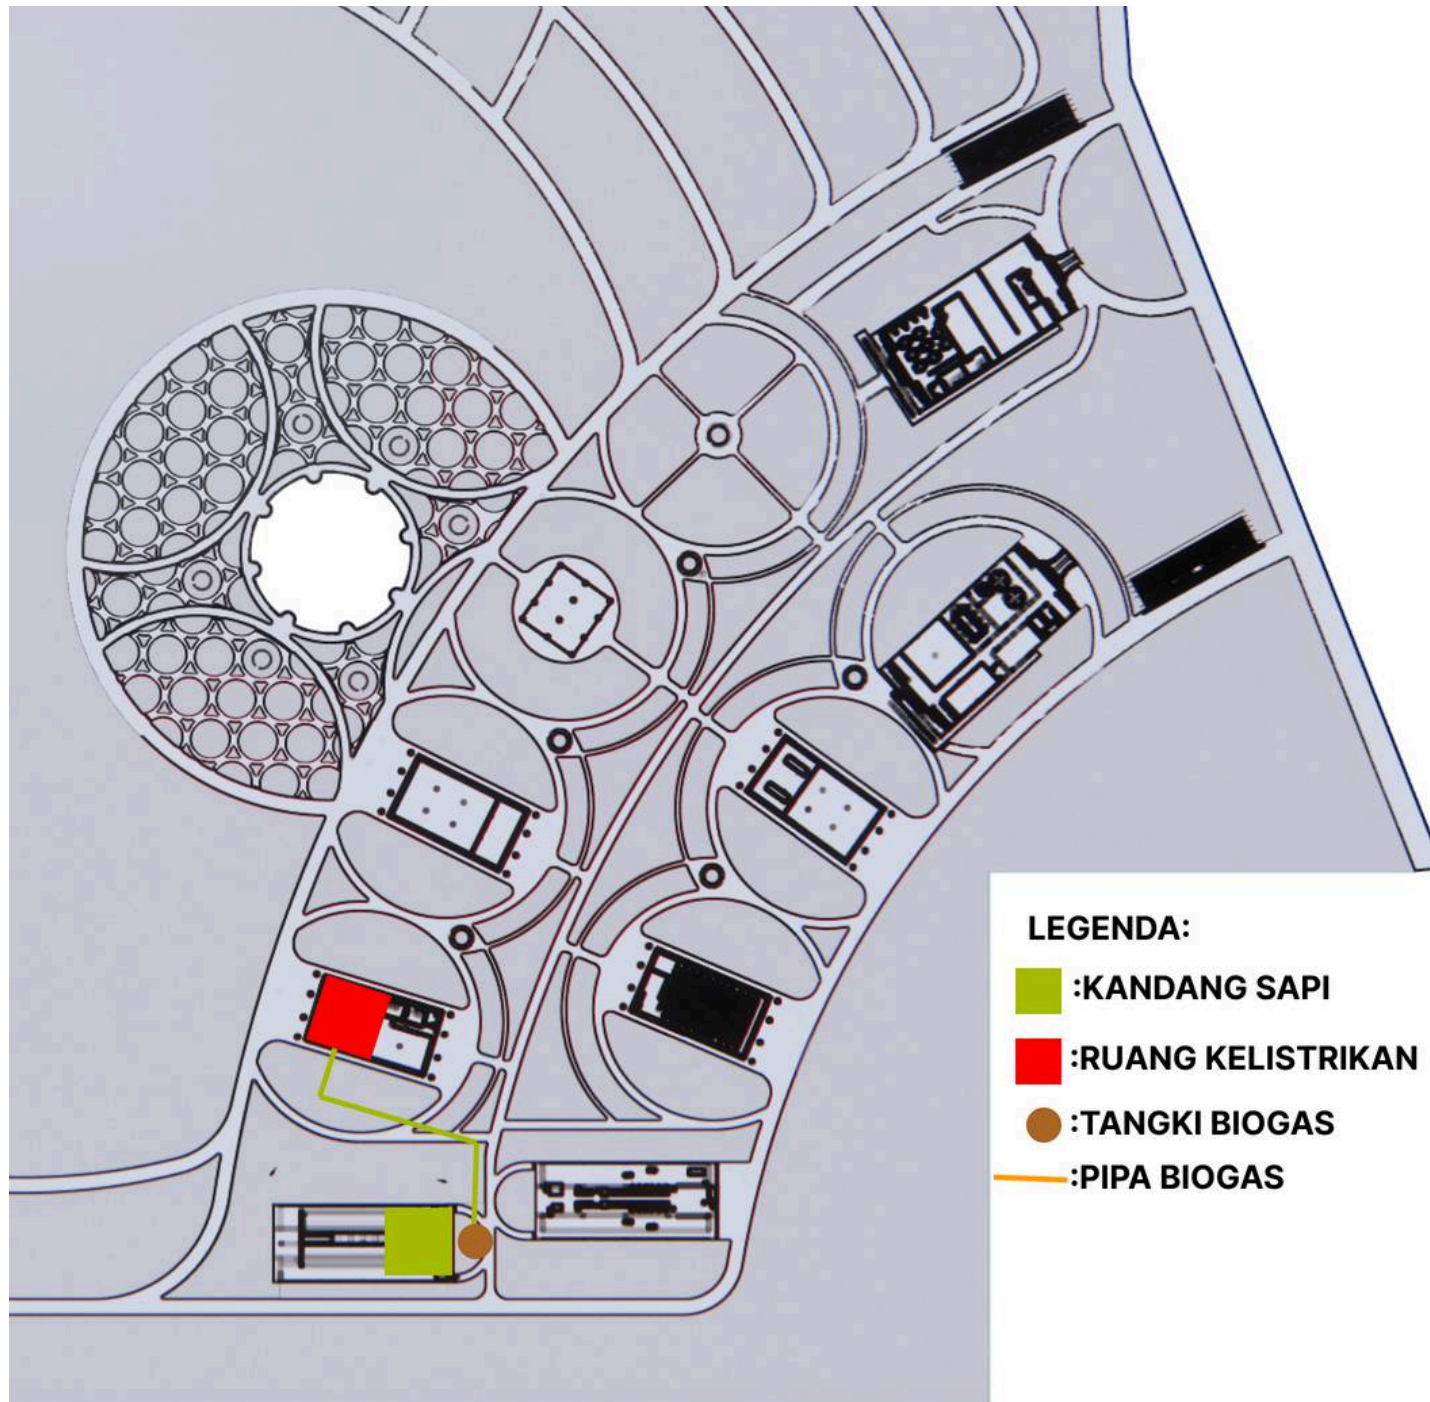 LEGENDA:
:KANDANG SAPI
:RUANG KELISTRIKAN
:TANGKI BIOGAS
:PIPA BIOGAS